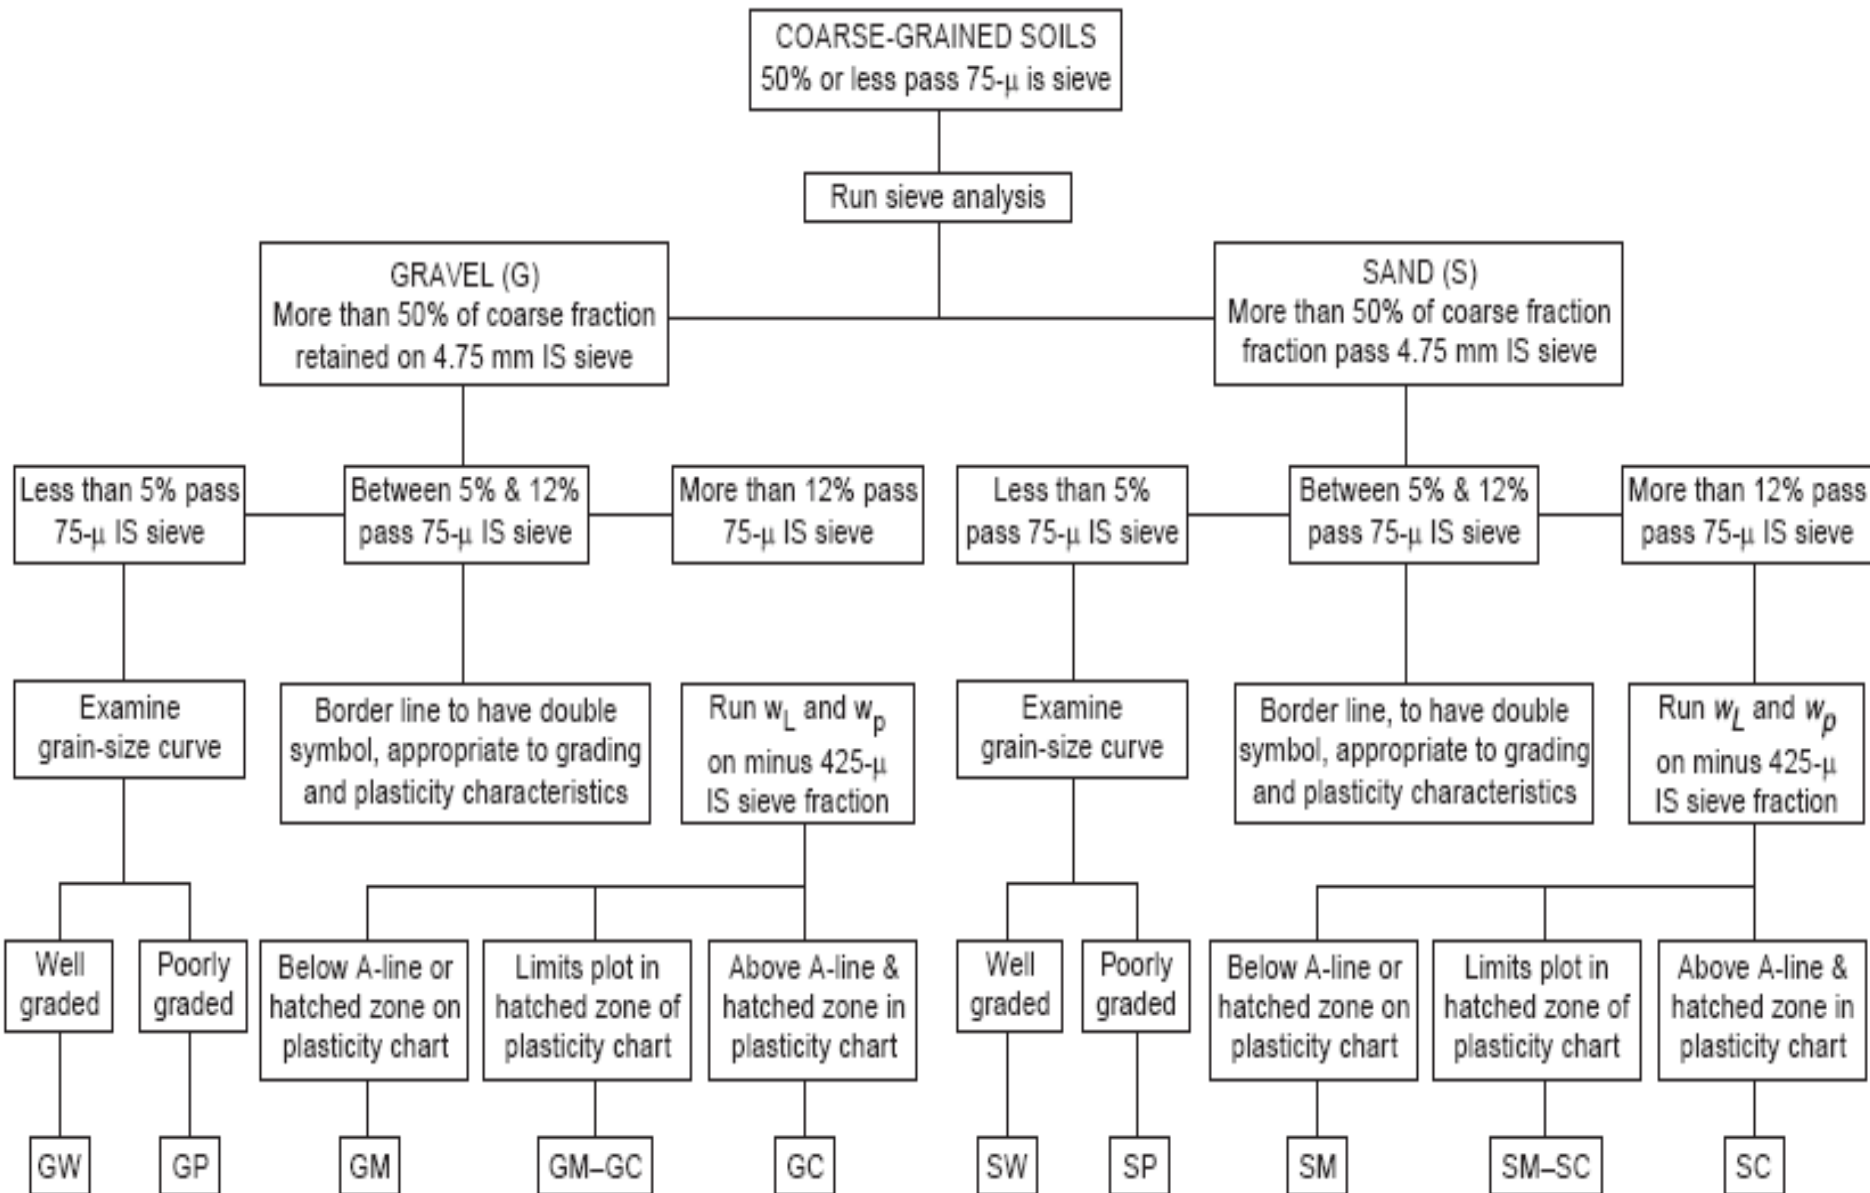 COARSE-GRAINED SOILS
50% or less pass 75-μ is sieve
Run sieve analysis
GRAVEL (G)
More than 50% of coarse fraction
retained on 4.75 mm IS sieve
SAND (S)
More than 50% of coarse fraction
fraction pass 4.75 mm IS sieve
Less than 5% pass
75-μ IS sieve
Between 5% & 12%
pass 75-μ IS sieve
More than 12% pass
75-μ IS sieve
Less than 5%
pass 75-μ IS sieve
Between 5% & 12%
pass 75-μ IS sieve
More than 12% pass
pass 75-μ IS sieve
Examine
grain-size curve
Border line to have double
symbol, appropriate to grading
and plasticity characteristics
Run wL and wp
on minus 425-μ
IS sieve fraction
Examine
grain-size curve
Border line, to have double
symbol, appropriate to grading
and plasticity characteristics
Run wL and wp
on minus 425-μ
IS sieve fraction
Well
graded
Poorly
graded
Below A-line or
hatched zone on
plasticity chart
Limits plot in
hatched zone of
plasticity chart
Above A-line &
hatched zone in
plasticity chart
Well
graded
Poorly
graded
Below A-line or
hatched zone on
plasticity chart
Limits plot in
hatched zone of
plasticity chart
Above A-line &
hatched zone in
plasticity chart
GW
GP
GM
GM–GC
GC
SW
SP
SM
SM–SC
SC